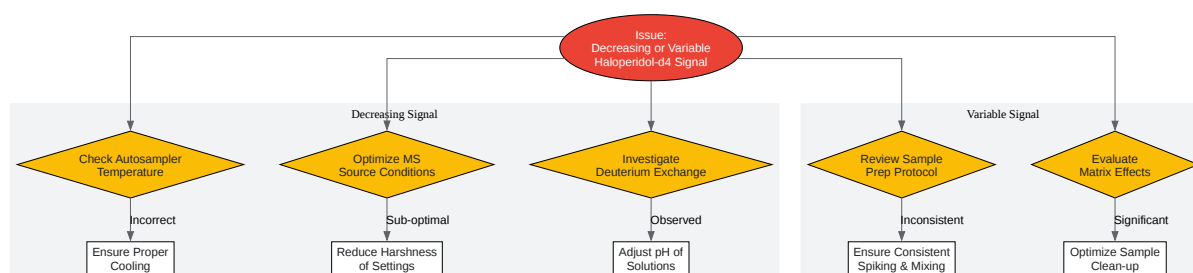 Issue:
Decreasing or Variable
Haloperidol-d4 Signal
Decreasing Signal
Variable Signal
Check Autosampler
Temperature
Optimize MS
Source Conditions
Investigate
Deuterium Exchange
Review Sample
Prep Protocol
Evaluate
Matrix Effects
Incorrect
Sub-optimal
Observed
Inconsistent
Significant
Ensure Proper
Cooling
Reduce Harshness
of Settings
Adjust pH of
Solutions
Ensure Consistent
Spiking & Mixing
Optimize Sample
Clean-up